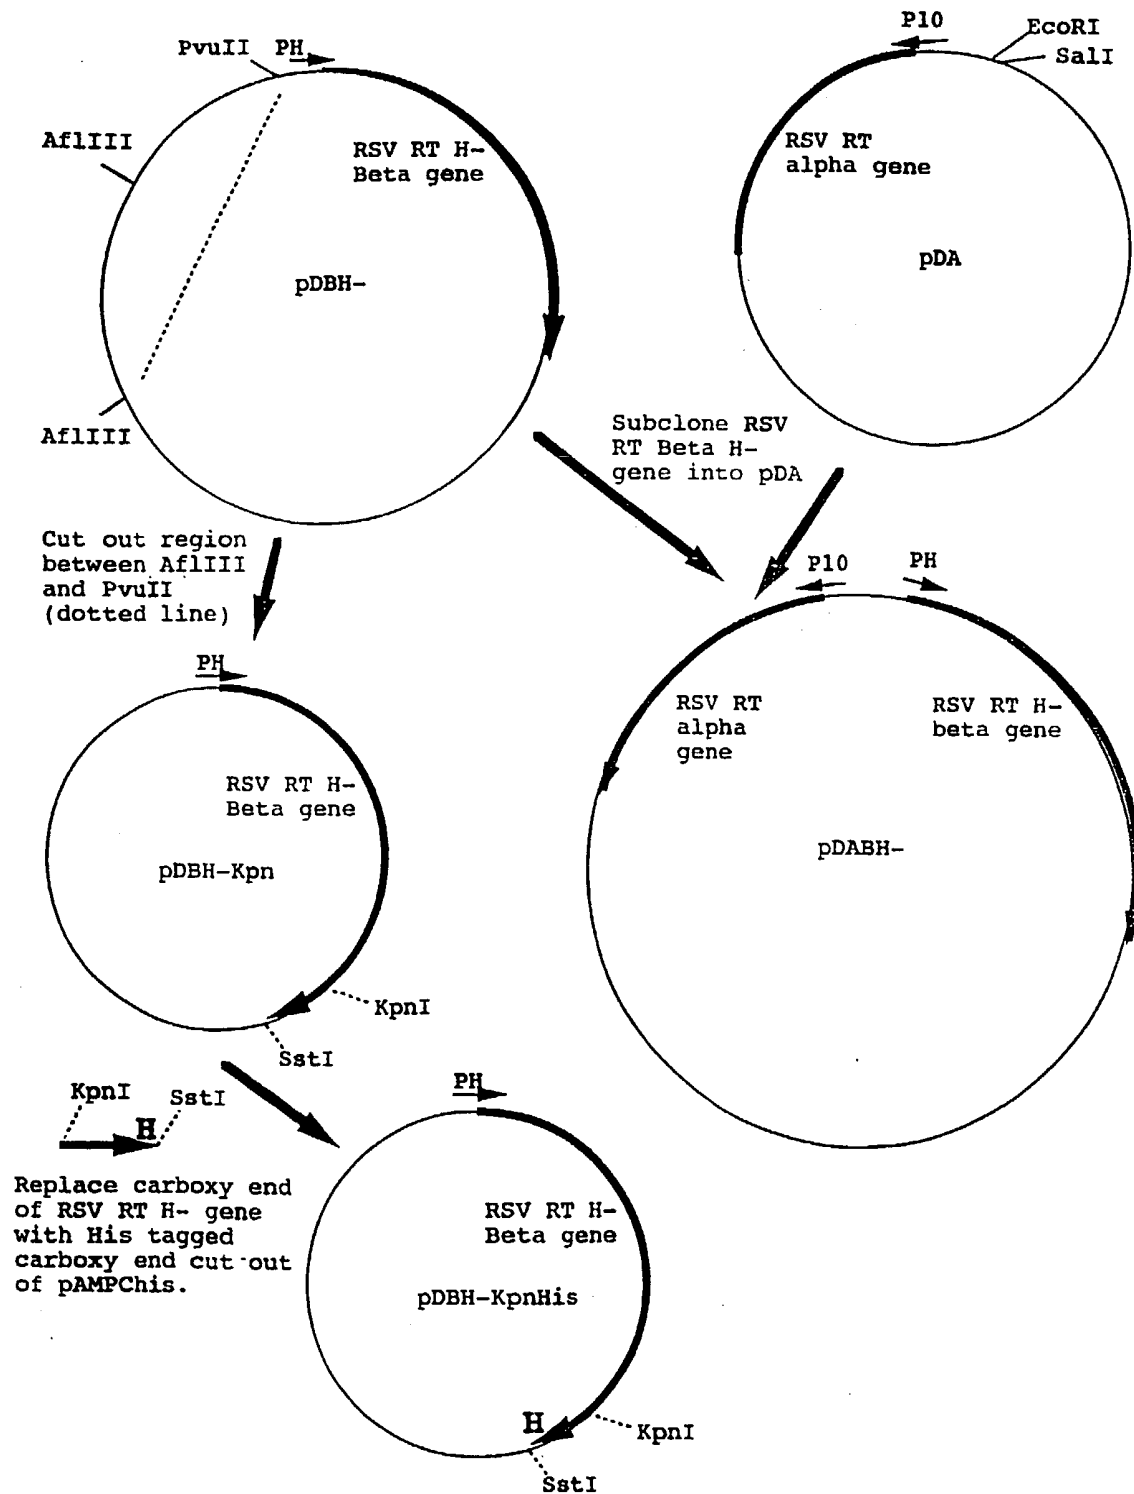 PvuII
PH
AflIII
RSV RT H-
Beta gene
pDBH-
AflIII
P10
EcoRI
SalI
RSV RT
alpha gene
pDA
Subclone RSV
RT Beta H-
gene into pDA
Cut out region
between AflIII
and PvuII
(dotted line)
P10
PH
RSV RT
alpha
gene
RSV RT H-
beta gene
pDABH-
PH
RSV RT H-
Beta gene
pDBH-Kpn
KpnI
SstI
KpnI
SstI
H
Replace carboxy end
of RSV RT H- gene
with His tagged
carboxy end cut out
of pAMPChis.
PH
RSV RT H-
Beta gene
pDBH-KpnHis
H
KpnI
SstI